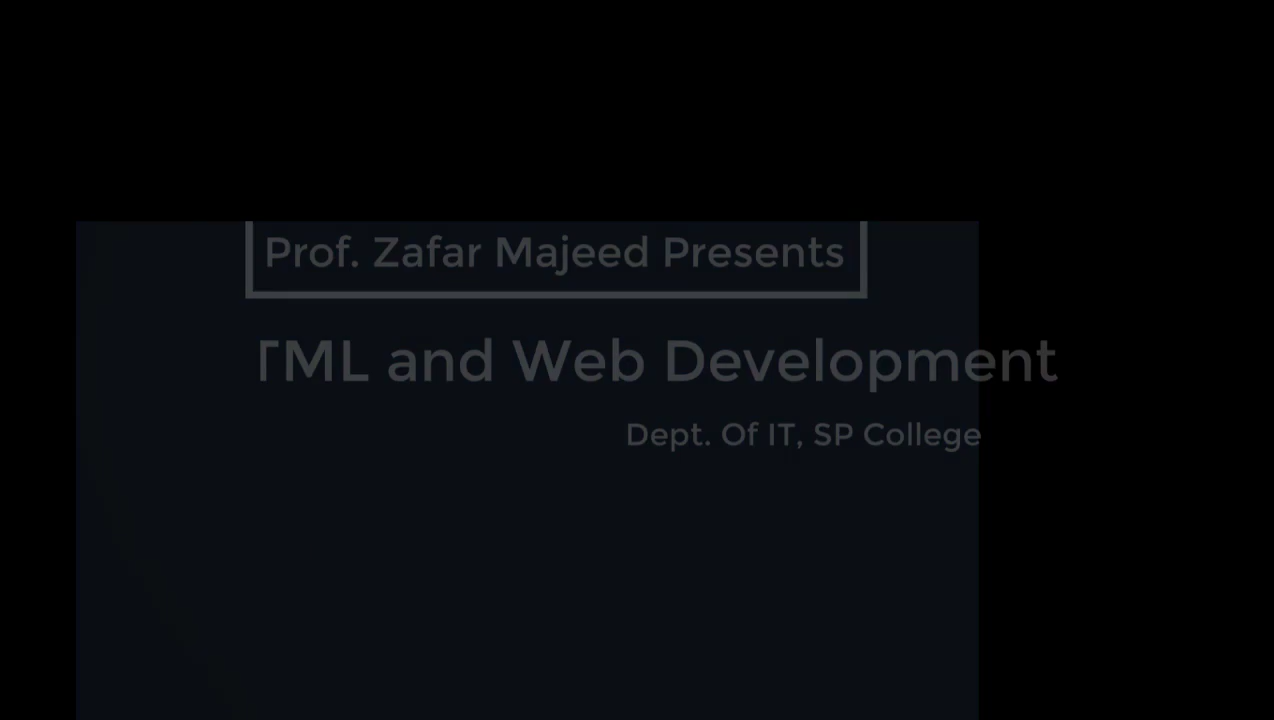 Prof. Zafar Majeed Presents
TML and Web Development
Dept. Of IT, SP College